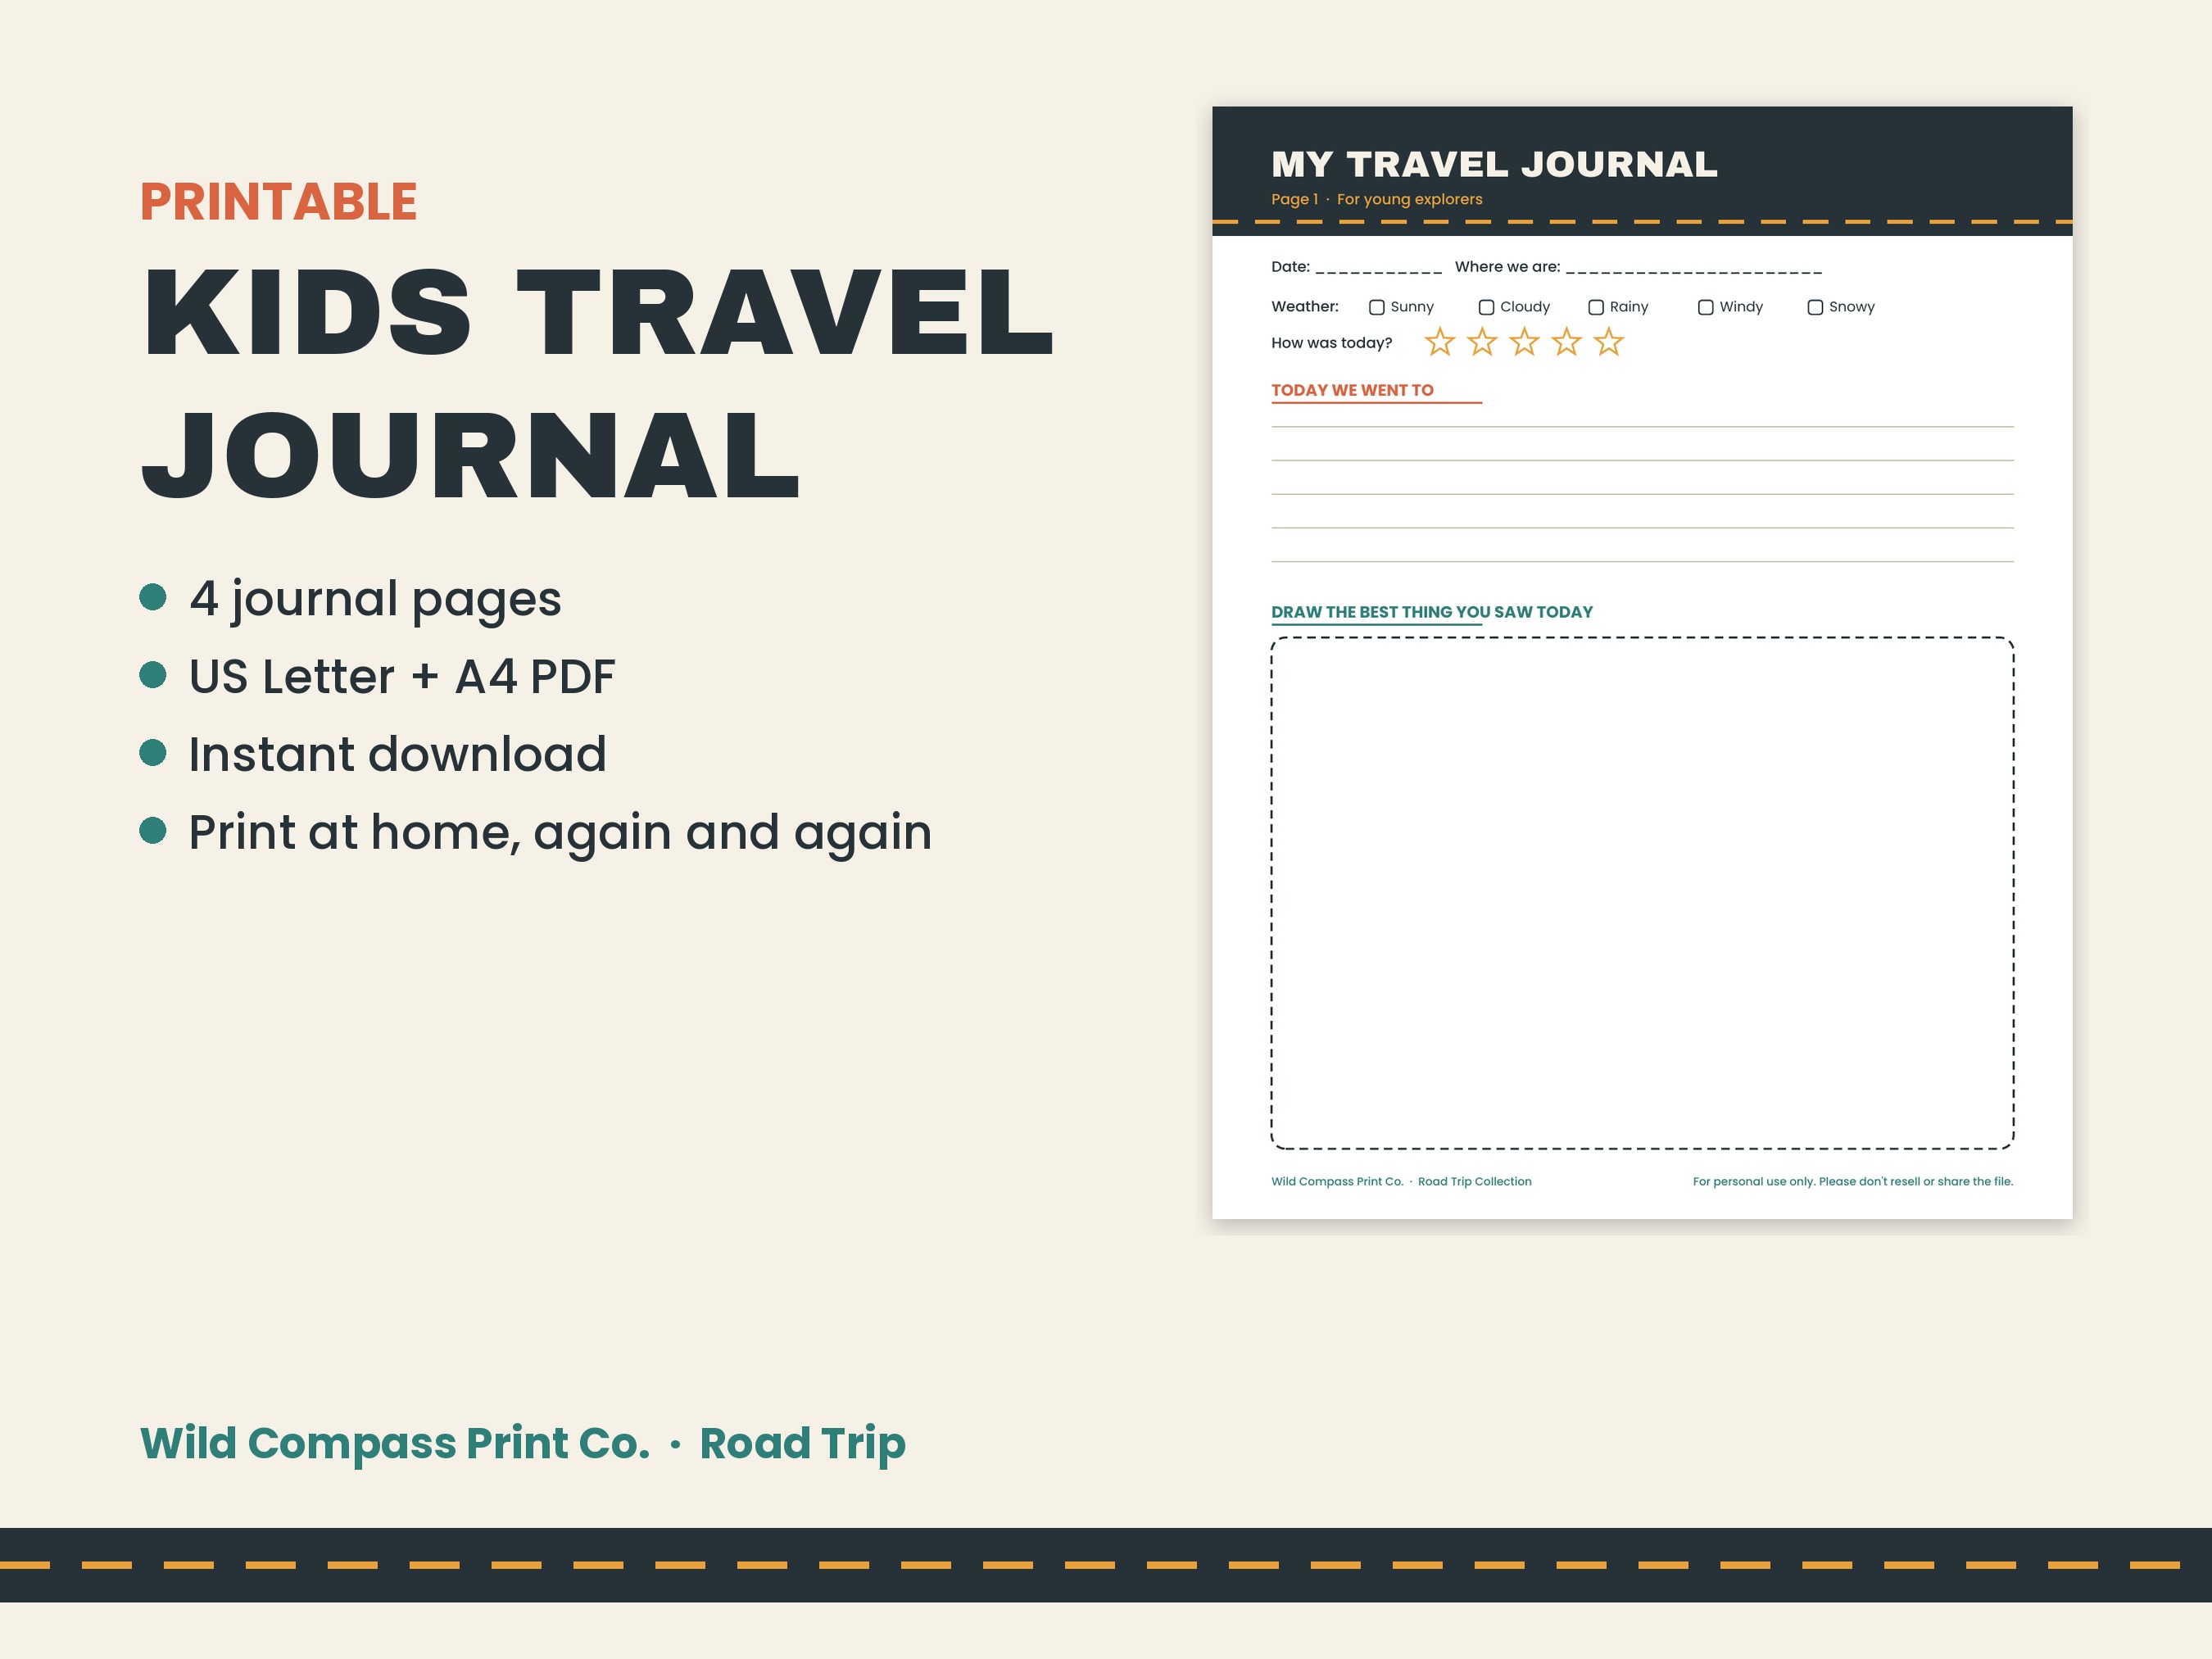 PRINTABLE
KIDS TRAVEL
JOURNAL
4 journal pages
US Letter + A4 PDF
Instant download
Print at home, again and again
Wild Compass Print Co. · Road Trip
MY TRAVEL JOURNAL
Page 1 · For young explorers
Date: ___________ Where we are: ______________________
Weather: Sunny Cloudy Rainy Windy Snowy
How was today?
TODAY WE WENT TO
DRAW THE BEST THING YOU SAW TODAY
Wild Compass Print Co. · Road Trip Collection
For personal use only. Please don't resell or share the file.